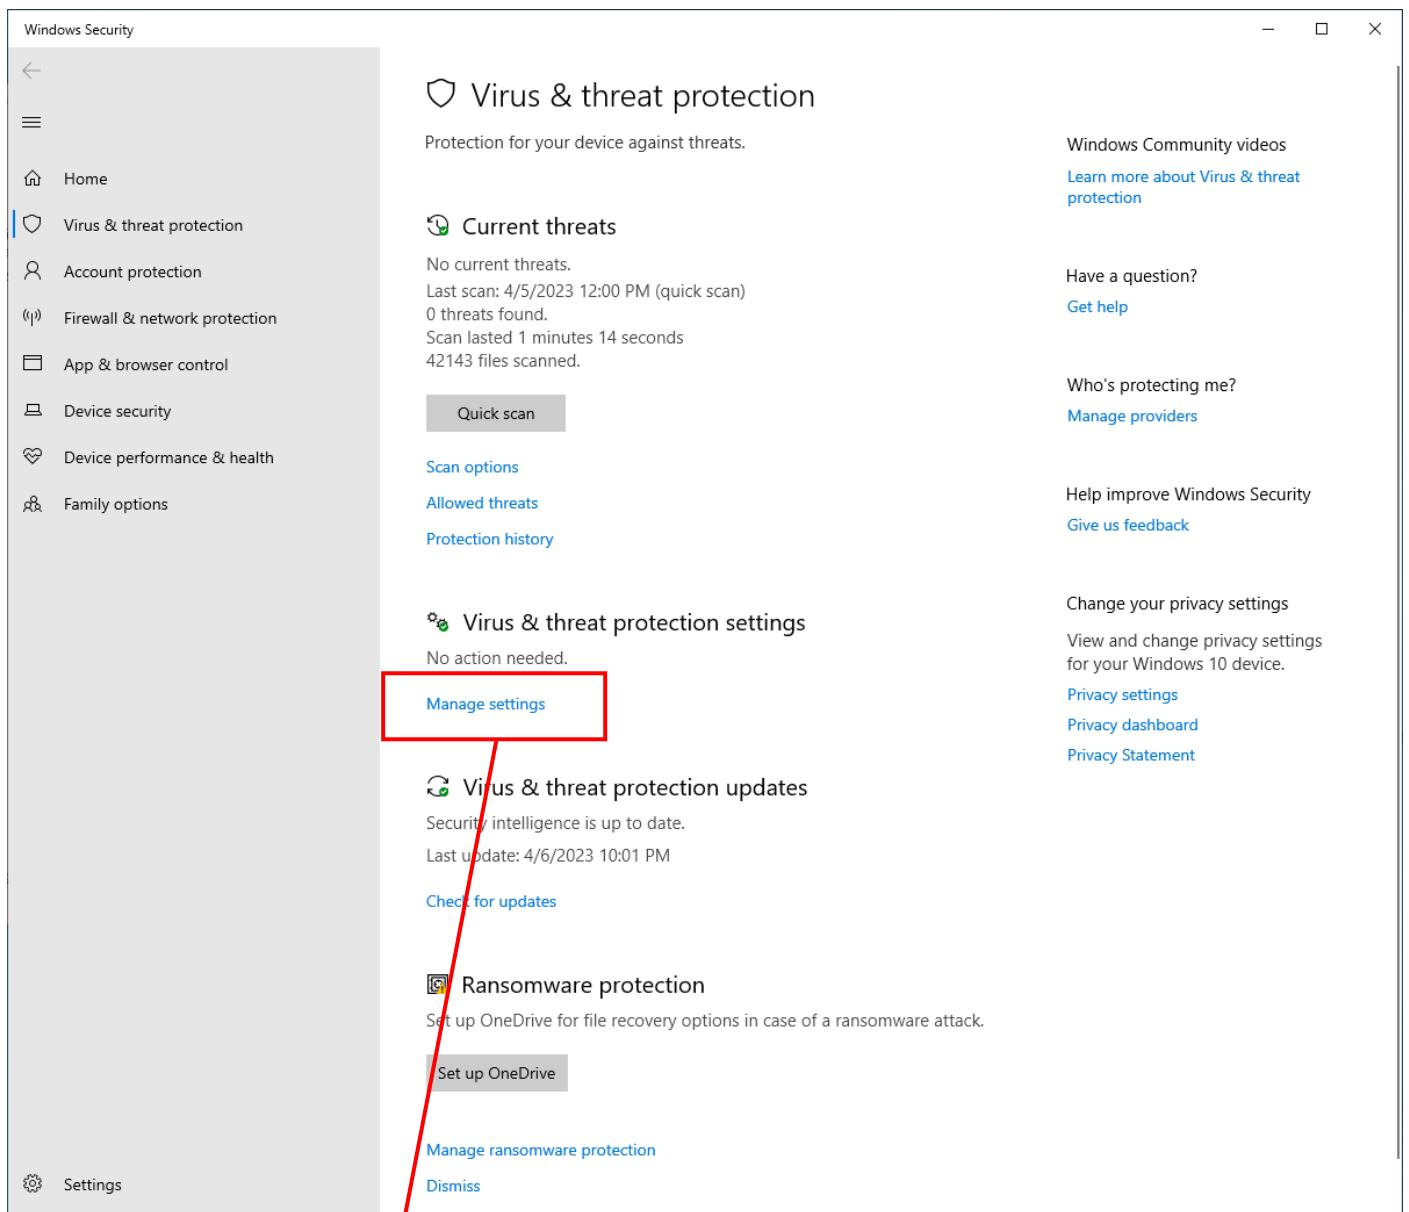 Windows Security
Home
Virus & threat protection
Account protection
Firewall & network protection
App & browser control
Device security
Device performance & health
Family options
Settings
Virus & threat protection
Protection for your device against threats.
Current threats
No current threats.
Last scan: 4/5/2023 12:00 PM (quick scan)
0 threats found.
Scan lasted 1 minutes 14 seconds
42143 files scanned.
Quick scan
Scan options
Allowed threats
Protection history
Virus & threat protection settings
No action needed.
Manage settings
Virus & threat protection updates
Security intelligence is up to date.
Last update: 4/6/2023 10:01 PM
Check for updates
Ransomware protection
Set up OneDrive for file recovery options in case of a ransomware attack.
Set up OneDrive
Manage ransomware protection
Dismiss
Windows Community videos
Learn more about Virus & threat
protection
Have a question?
Get help
Who's protecting me?
Manage providers
Help improve Windows Security
Give us feedback
Change your privacy settings
View and change privacy settings
for your Windows 10 device.
Privacy settings
Privacy dashboard
Privacy Statement